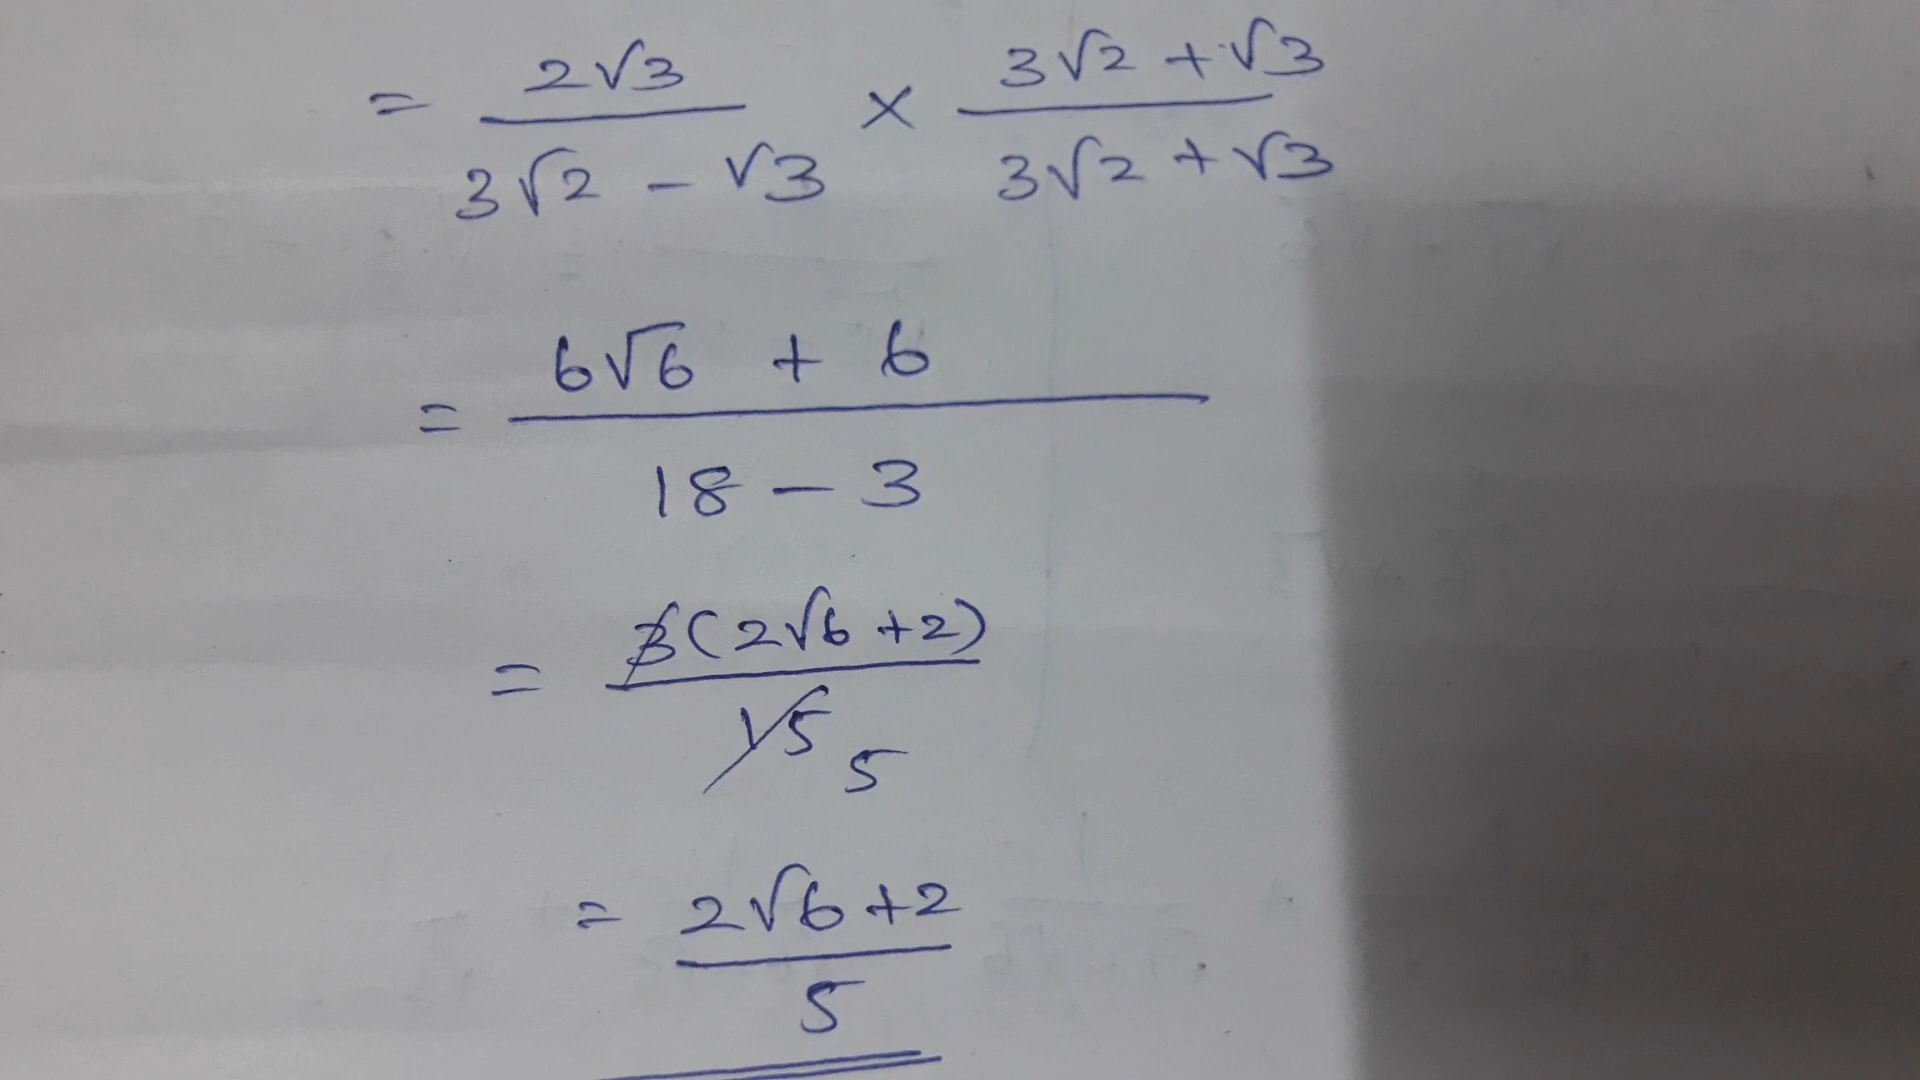 = 2√3 / 3√2 - √3 × 3√2 + √3 / 3√2 + √3
= 6√6 + 6 / 18 - 3
= 3(2√6 + 2) / 15 5
= 2√6 + 2 / 5